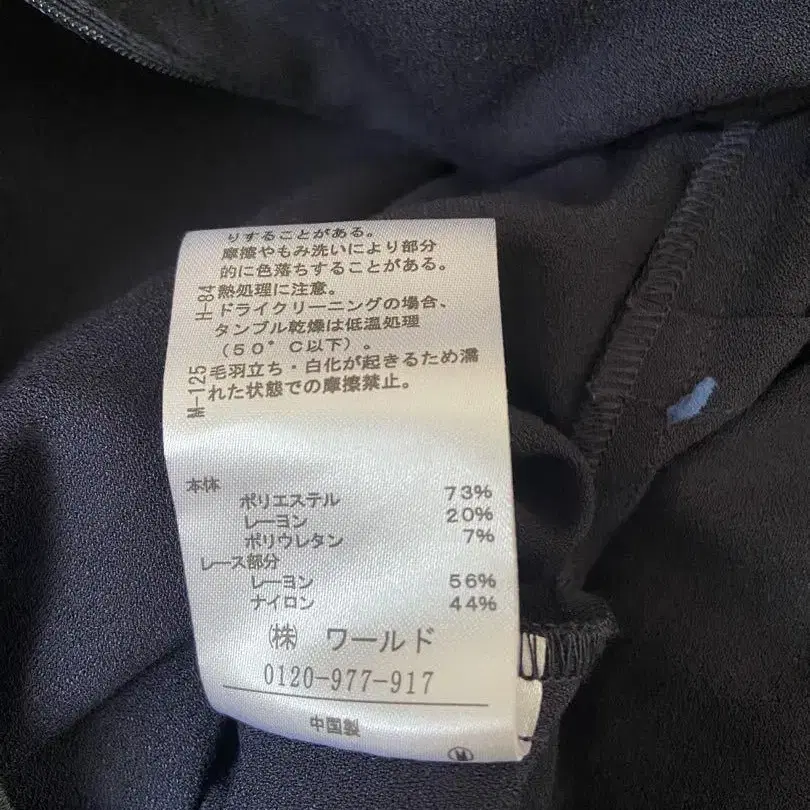 りすることがある。
摩擦やもみ洗いにより部分
的に色落ちすることがある。
H-84 熱処理に注意。
ドライクリーニングの場合、
タンブル乾燥は低温処理
(50°C以下)。
M-125 毛羽立ち・白化が起きるため濡
れた状態での摩擦禁止。
本体
ポリエステル 73%
レーヨン 20%
ポリウレタン 7%
レース部分
レーヨン 56%
ナイロン 44%
㈱ ワールド
0120-977-917
中国製